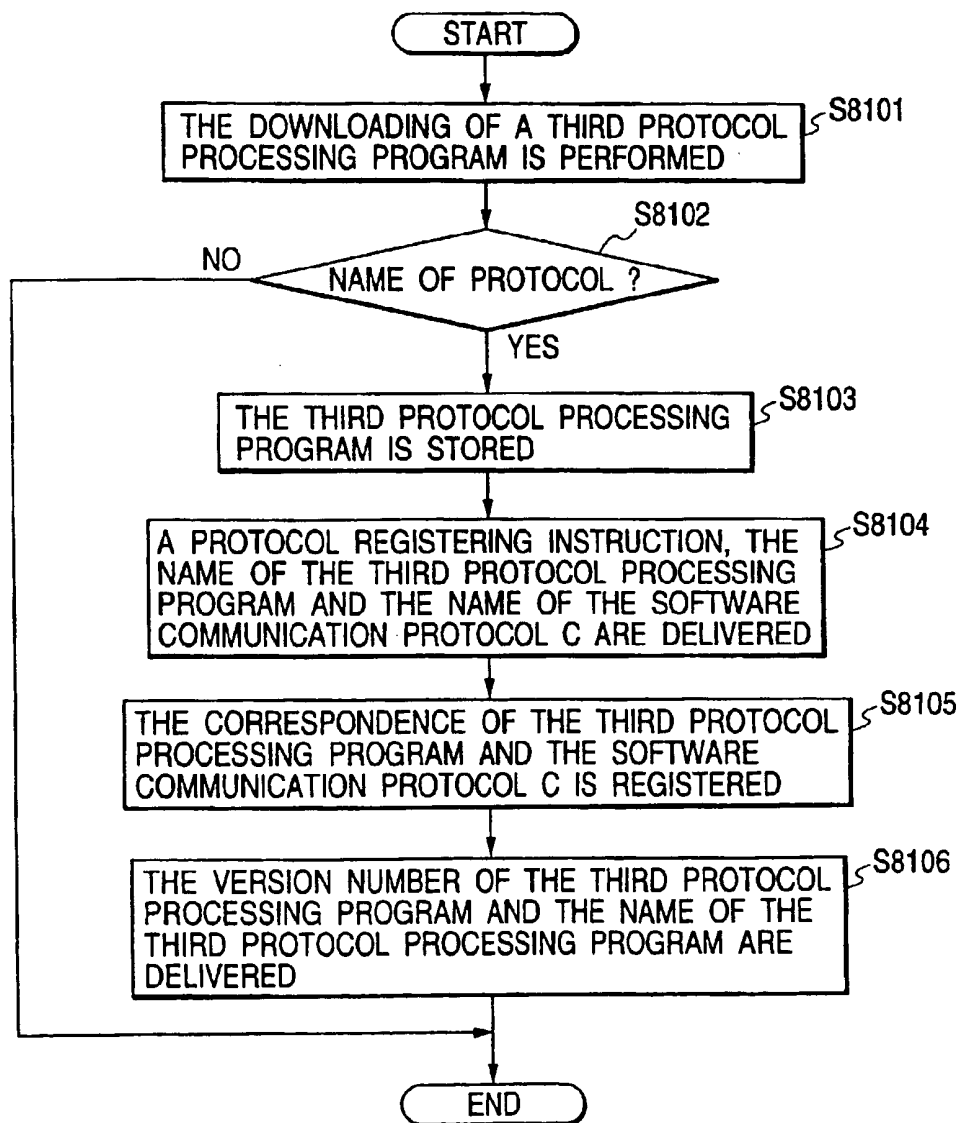 START
S8101
THE DOWNLOADING OF A THIRD PROTOCOL
PROCESSING PROGRAM IS PERFORMED
S8102
NO
NAME OF PROTOCOL ?
YES
S8103
THE THIRD PROTOCOL PROCESSING
PROGRAM IS STORED
S8104
A PROTOCOL REGISTERING INSTRUCTION, THE
NAME OF THE THIRD PROTOCOL PROCESSING
PROGRAM AND THE NAME OF THE SOFTWARE
COMMUNICATION PROTOCOL C ARE DELIVERED
S8105
THE CORRESPONDENCE OF THE THIRD PROTOCOL
PROCESSING PROGRAM AND THE SOFTWARE
COMMUNICATION PROTOCOL C IS REGISTERED
S8106
THE VERSION NUMBER OF THE THIRD PROTOCOL
PROCESSING PROGRAM AND THE NAME OF THE
THIRD PROTOCOL PROCESSING PROGRAM ARE
DELIVERED
END